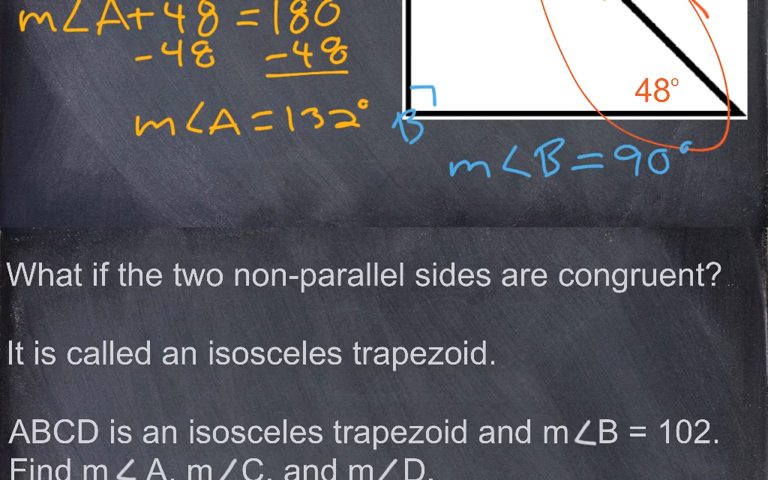 m∠A+48 =180
-48 -48
48°
m∠A=132°
B
m∠B=90°
What if the two non-parallel sides are congruent?
It is called an isosceles trapezoid.
ABCD is an isosceles trapezoid and m∠B = 102.
Find m∠A, m∠C, and m∠D.